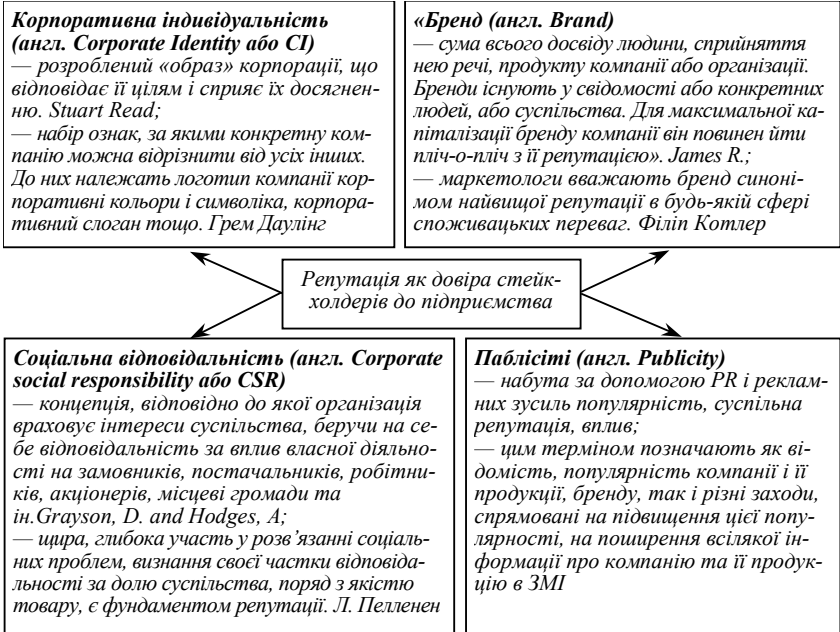 Корпоративна індивідуальність
(англ. Corporate Identity або CI)
— розроблений «образ» корпорації, що
відповідає її цілям і сприяє їх досягнен-
ню. Stuart Read;
— набір ознак, за якими конкретну ком-
панію можна відрізнити від усіх інших.
До них належать логотип компанії кор-
поративні кольори і символіка, корпора-
тивний слоган тощо. Грем Даулінг
«Бренд (англ. Brand)
— сума всього досвіду людини, сприйняття
нею речі, продукту компанії або організації.
Бренди існують у свідомості або конкретних
людей, або суспільства. Для максимальної ка-
піталізації бренду компанії він повинен йти
пліч-о-пліч з її репутацією». James R.;
— маркетологи вважають бренд синоні-
мом найвищої репутації в будь-якій сфері
споживацьких переваг. Філіп Котлер
Репутація як довіра стейк-
холдерів до підприємства
Соціальна відповідальність (англ. Corporate
social responsibility або CSR)
— концепція, відповідно до якої організація
враховує інтереси суспільства, беручи на се-
бе відповідальність за вплив власної діяльно-
сті на замовників, постачальників, робітни-
ків, акціонерів, місцеві громади та
ін.Grayson, D. and Hodges, A;
— щира, глибока участь у розв’язанні соціаль-
них проблем, визнання своєї частки відповіда-
льності за долю суспільства, поряд з якістю
товару, є фундаментом репутації. Л. Пелленен
Пабліситі (англ. Publicity)
— набута за допомогою PR і реклам-
них зусиль популярність, суспільна
репутація, вплив;
— цим терміном позначають як ві-
домість, популярність компанії і її
продукції, бренду, так і різні заходи,
спрямовані на підвищення цієї попу-
лярності, на поширення всілякої ін-
формації про компанію та її продук-
цію в ЗМІ